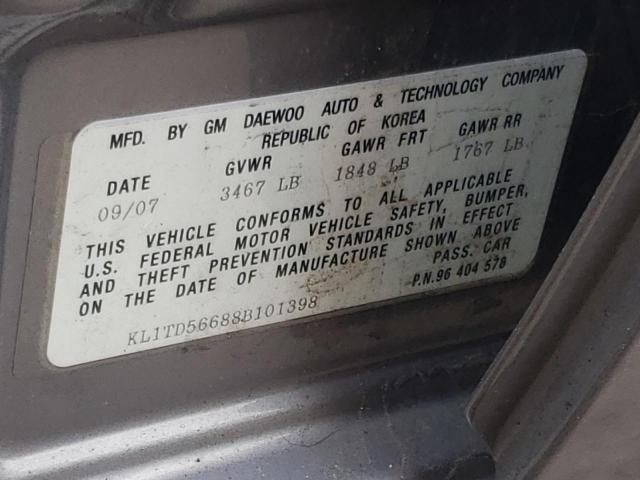 MFD. BY GM DAEWOO AUTO & TECHNOLOGY COMPANY
REPUBLIC OF KOREA
DATE GVWR GAWR FRT GAWR RR
09/07 3467 LB 1848 LB 1767 LB
THIS VEHICLE CONFORMS TO ALL APPLICABLE
U.S. FEDERAL MOTOR VEHICLE SAFETY, BUMPER,
AND THEFT PREVENTION STANDARDS IN EFFECT
ON THE DATE OF MANUFACTURE SHOWN ABOVE
PASS. CAR
KL1TD56688B101398 P.N.96 404 578